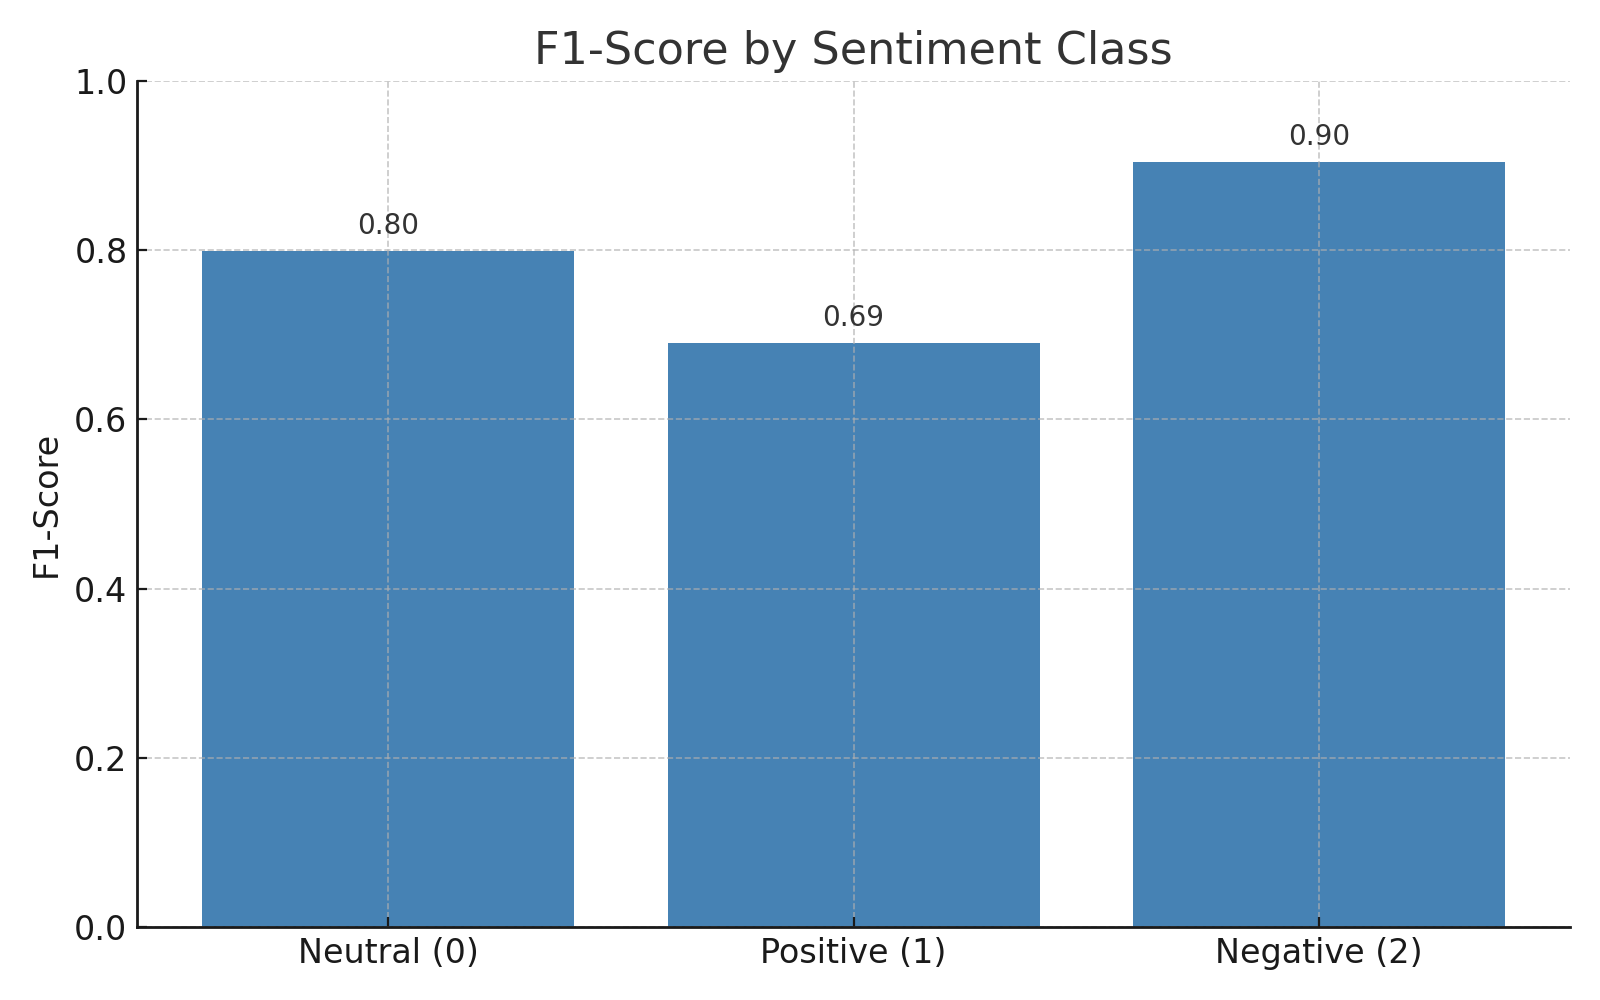 F1-Score by Sentiment Class
F1-Score
1.0
0.8
0.6
0.4
0.2
0.0
0.80
0.69
0.90
Neutral (0)
Positive (1)
Negative (2)